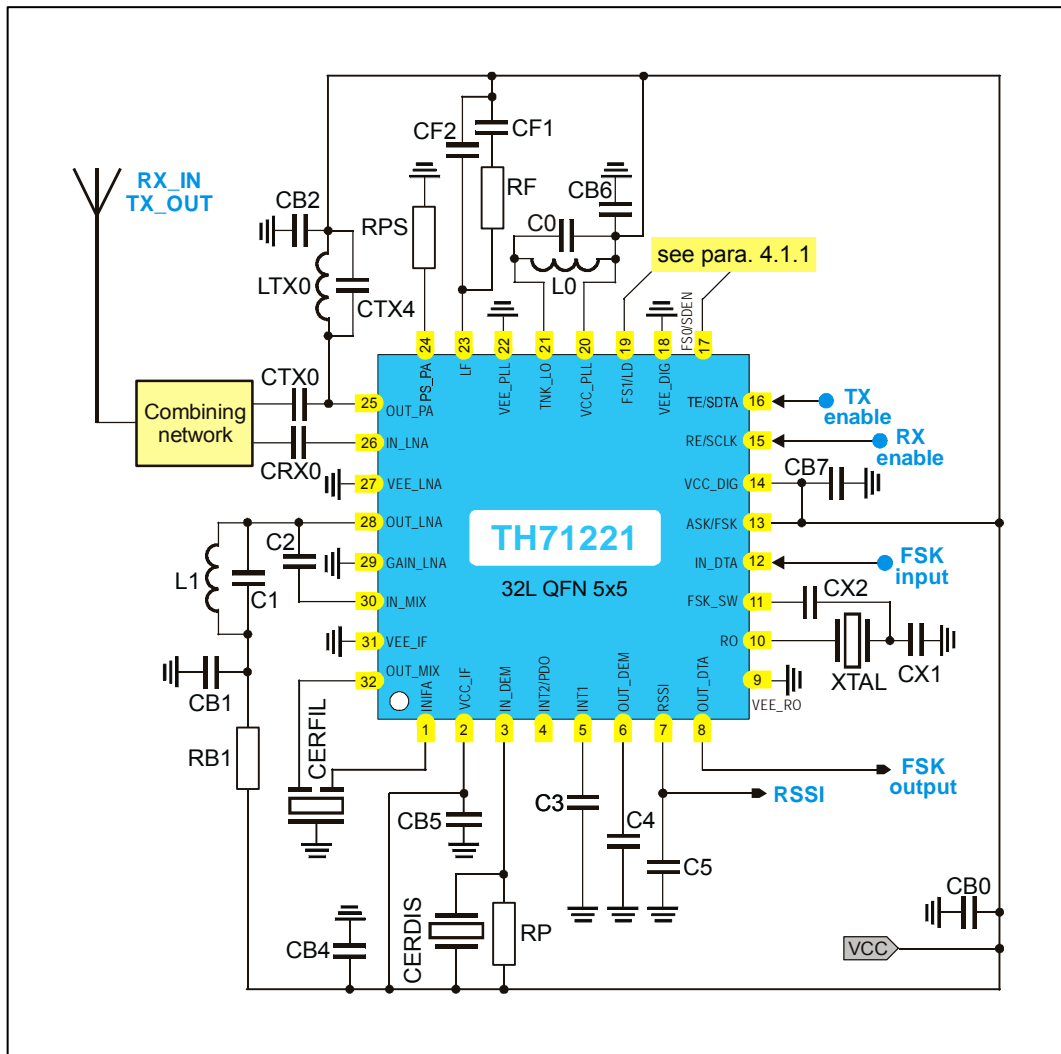 CF2
CF1
RX_IN
TX_OUT
CB2
RPS
RF
CB6
C0
see para. 4.1.1
LTX0
CTX4
L0
FS0/SDEN
24
23
22
21
20
19
18
17
PS_PA
LF
VEE_PLL
TNK_LO
VCC_PLL
FS1/LD
VEE_DIG
CTX0
25
OUT_PA
TE/SDTA
16
TX
enable
Combining
network
26
IN_LNA
RE/SCLK
15
RX
enable
CRX0
27
VEE_LNA
VCC_DIG
14
CB7
28
OUT_LNA
ASK/FSK
13
C2
TH71221
29
GAIN_LNA
IN_DTA
12
FSK
input
L1
C1
32L QFN 5x5
30
IN_MIX
FSK_SW
11
CX2
31
VEE_IF
RO
10
CX1
XTAL
OUT_MIX
32
CB1
9
VEE_RO
INIFA
VCC_IF
IN_DEM
INT2/PDO
INT1
OUT_DEM
RSSI
OUT_DTA
1
2
3
4
5
6
7
8
RB1
CERFIL
FSK
output
RSSI
CB5
C3
C4
C5
CB4
CERDIS
RP
CB0
VCC